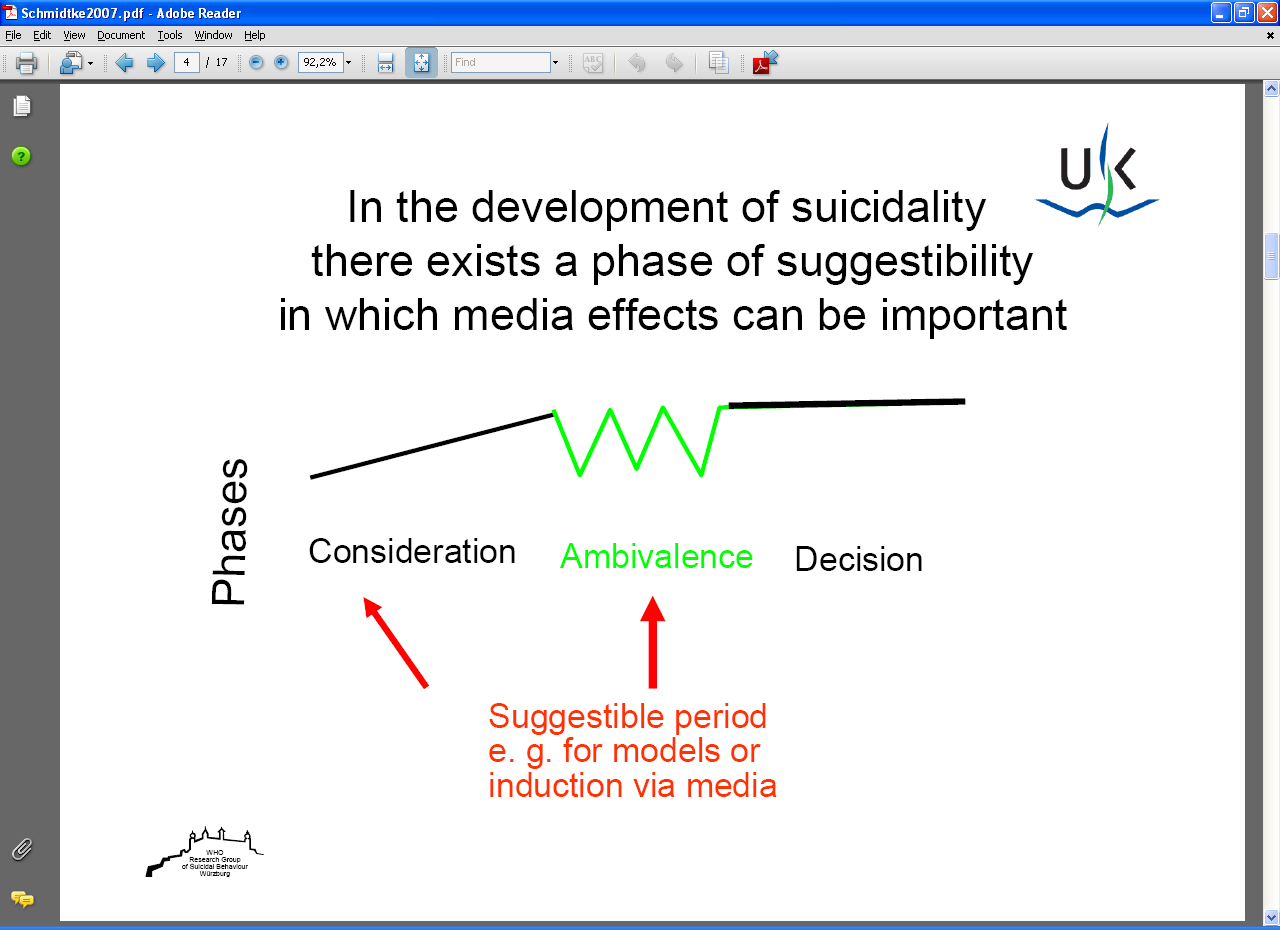 Schmidtke2007.pdf - Adobe Reader
File Edit View Document Tools Window Help
4 / 17 92,2% Find
ABC
UK
In the development of suicidality
there exists a phase of suggestibility
in which media effects can be important
Phases
Consideration Ambivalence Decision
Suggestible period
e. g. for models or
induction via media
WHO
Research Group
of Suicidal Behaviour
Würzburg